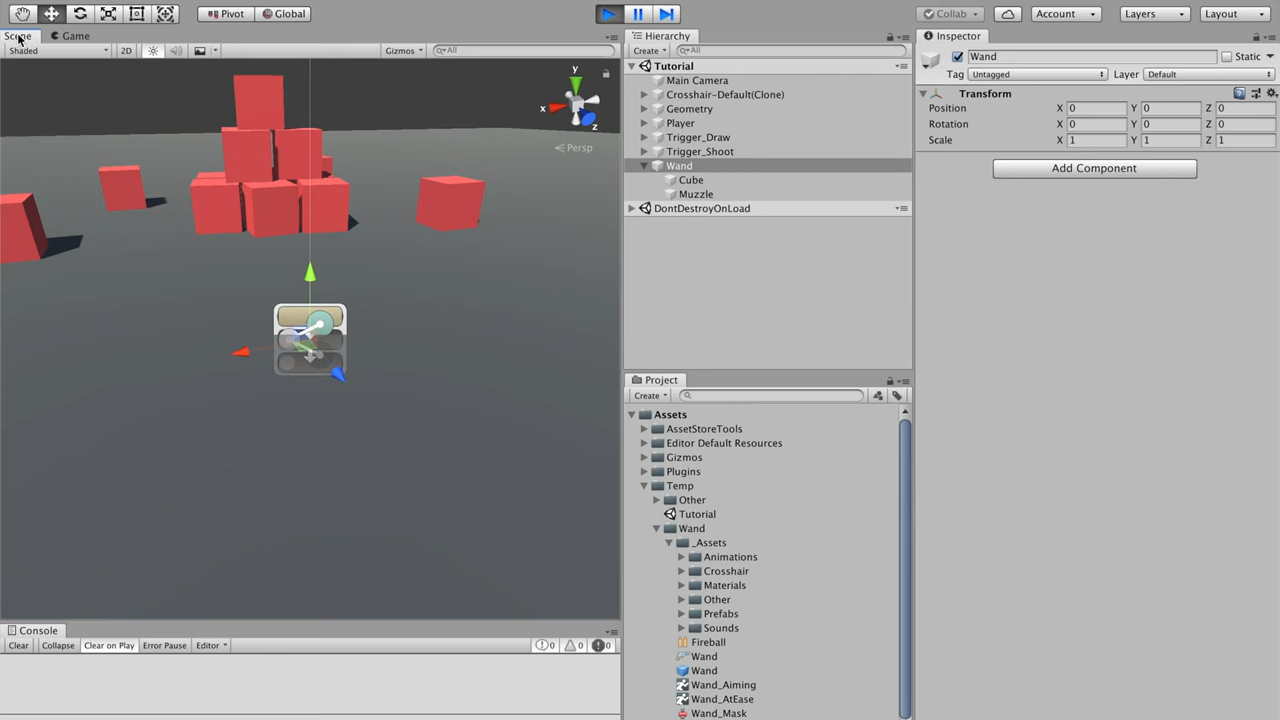 Pivot Global Collab Account Layers Layout
Scene Game Hierarchy Inspector
Shaded 2D Gizmos All Create All
Wand Static
Tag Untagged Layer Default
Tutorial
Main Camera
Crosshair-Default(Clone)
Geometry
Player
Trigger_Draw
Trigger_Shoot
Wand
Cube
Muzzle
DontDestroyOnLoad
Transform
Position X 0 Y 0 Z 0
Rotation X 0 Y 0 Z 0
Scale X 1 Y 1 Z 1
Add Component
y
x
z
Persp
Project
Create
Assets
AssetStoreTools
Editor Default Resources
Gizmos
Plugins
Temp
Other
Tutorial
Wand
_Assets
Animations
Crosshair
Materials
Other
Prefabs
Sounds
Fireball
Wand
Wand
Wand_Aiming
Wand_AtEase
Wand_Mask
Console
Clear Collapse Clear on Play Error Pause Editor 0 0 0